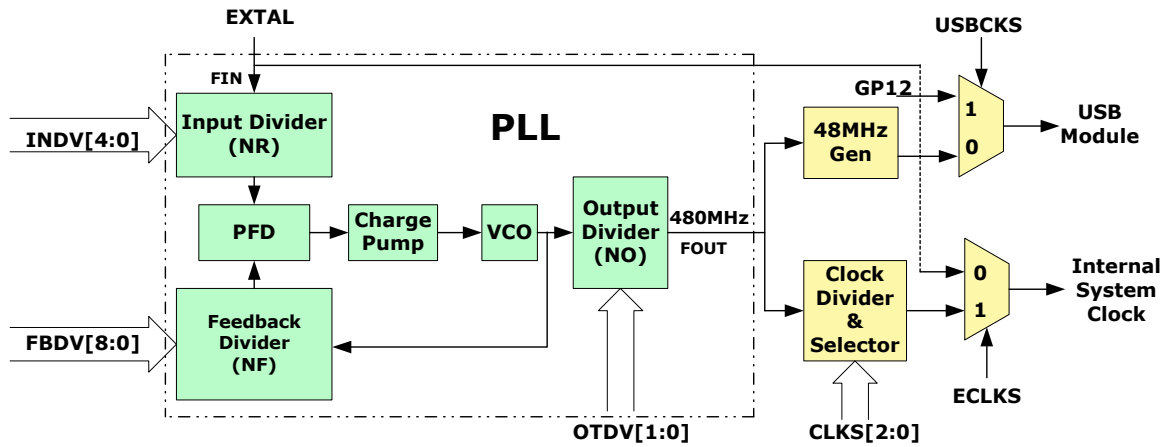 EXTAL
USBCKS
FIN
GP12
INDV[4:0]
Input Divider
(NR)
PLL
48MHz
Gen
1
0
USB
Module
PFD
Charge
Pump
VCO
Output
Divider
(NO)
480MHz
FOUT
FBDV[8:0]
Feedback
Divider
(NF)
Clock
Divider
&
Selector
0
1
Internal
System
Clock
ECLKS
OTDV[1:0]
CLKS[2:0]